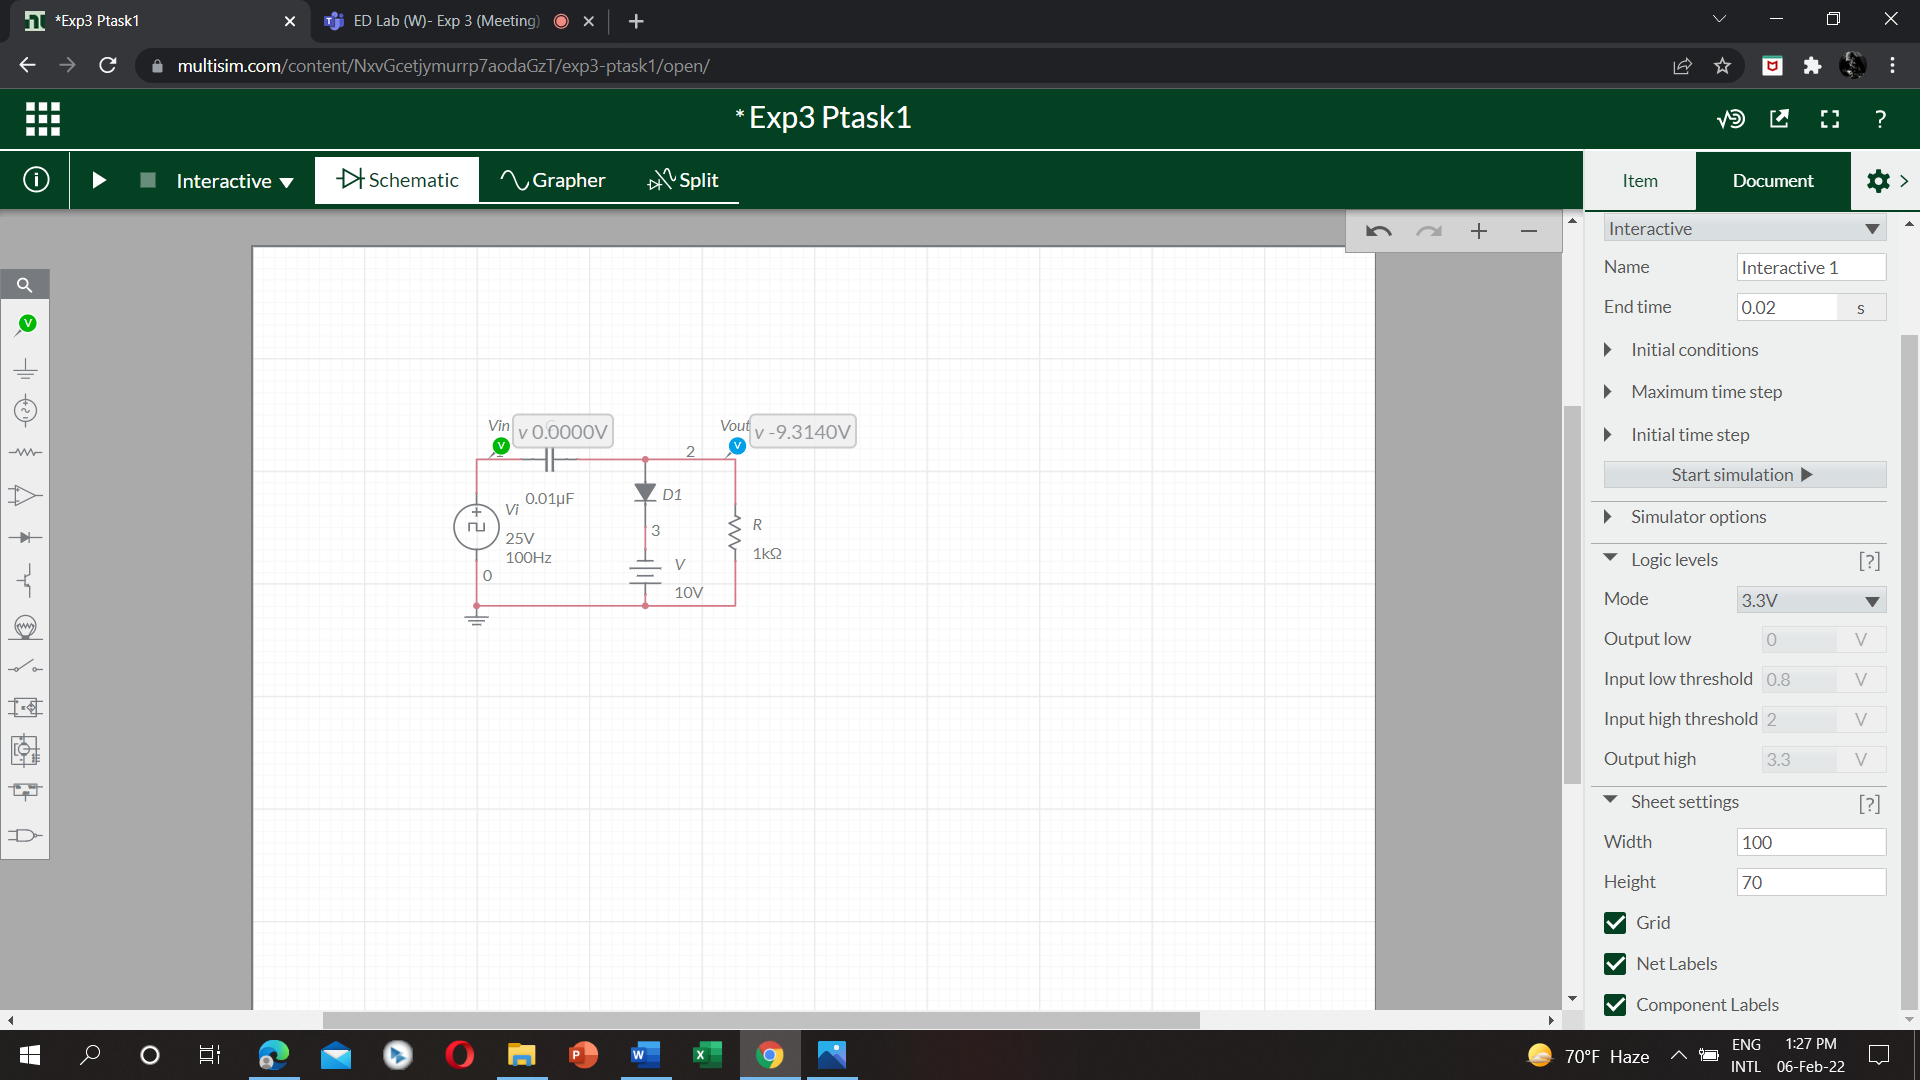 *Exp3 Ptask1
ED Lab (W)- Exp 3 (Meeting)
multisim.com/content/NxvGcetjymurrp7aodaGzT/exp3-ptask1/open/
*Exp3 Ptask1
?
Interactive
Schematic
Grapher
Split
Item
Document
Interactive
Name
Interactive 1
End time
0.02
s
Initial conditions
Maximum time step
Initial time step
Start simulation
Simulator options
Logic levels
[?]
Mode
3.3V
Output low
0
V
Input low threshold
0.8
V
Input high threshold
2
V
Output high
3.3
V
Sheet settings
[?]
Width
100
Height
70
Grid
Net Labels
Component Labels
V
Vin
v 0.0000V
V
Vout
v -9.3140V
V
2
0.01µF
Vi
25V
100Hz
0
D1
3
V
10V
R
1kΩ
70°F Haze
ENG
INTL
1:27 PM
06-Feb-22